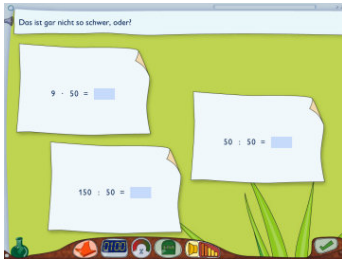 Das ist gar nicht so schwer, oder?
9 · 50 =
50 : 50 =
150 : 50 =